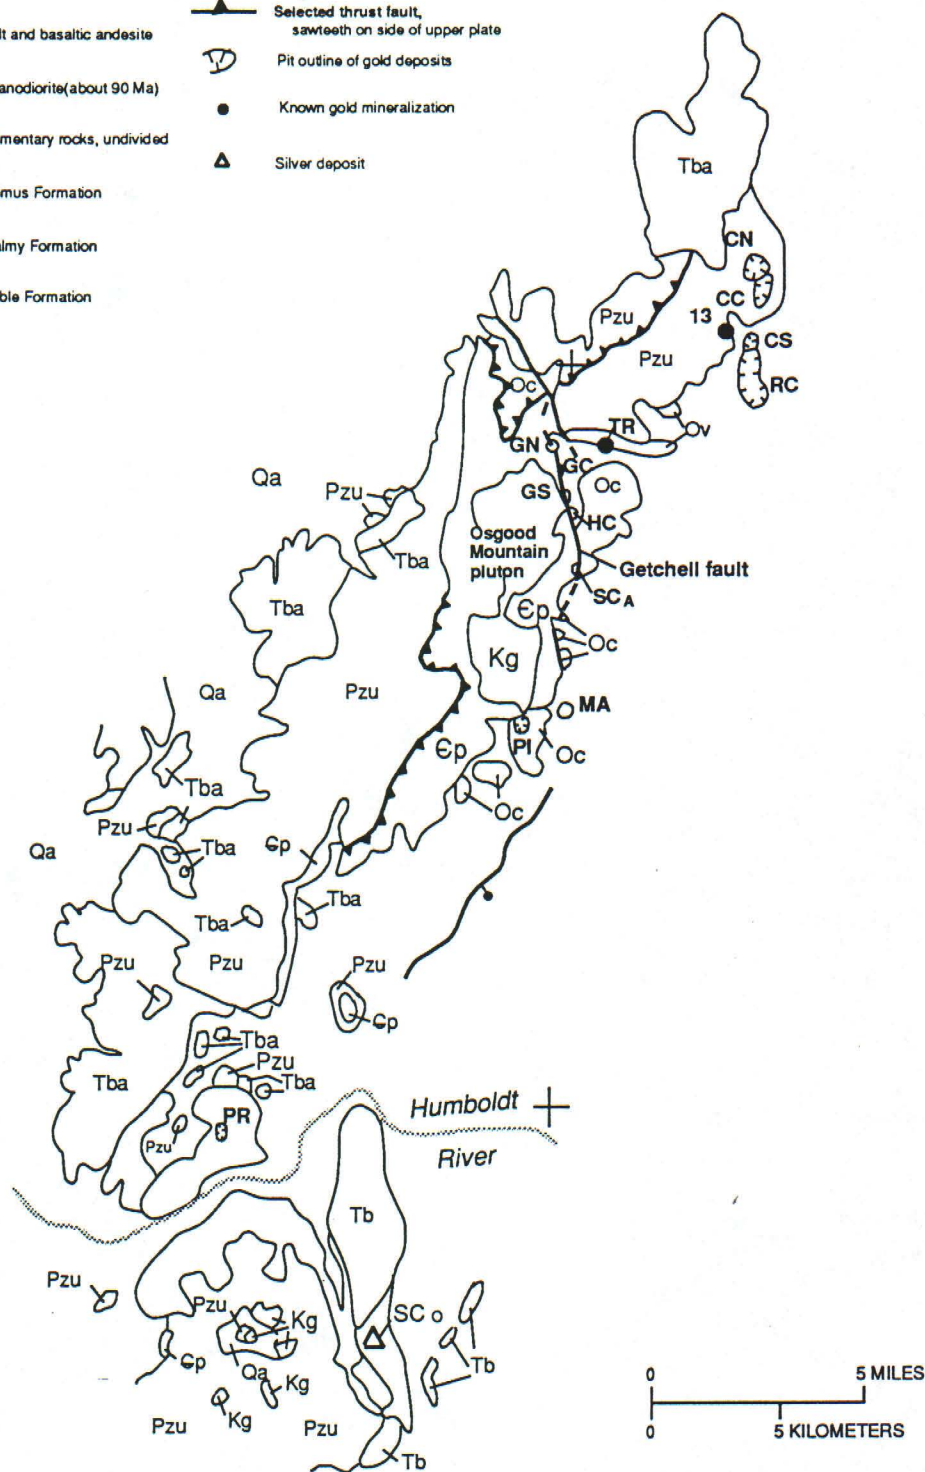 Selected thrust fault,
sawteeth on side of upper plate
lt and basaltic andesite
Pit outline of gold deposits
anodiorite(about 90 Ma)
Known gold mineralization
mentary rocks, undivided
Silver deposit
mus Formation
almy Formation
ble Formation
Tba
CN
CC
Pzu
13
CS
Pzu
RC
Oc
TR
Ov
GN
GC
Qa
Pzu
GS
Oc
HC
Osgood
Mountain
pluton
Tba
Getchell fault
Tba
SCA
Єp
Oc
Kg
Qa
Pzu
MA
Єp
PI
Oc
Tba
Oc
Pzu
Qa
Tba
Єp
Tba
Tba
Pzu
Pzu
Pzu
Єp
Tba
Pzu
Tba
Tba
Humboldt
PR
Pzu
River
Tb
Pzu
SCo
Pzu
Kg
Єp
Qa
Kg
Tb
Kg
Pzu
Pzu
Tb
0 5 MILES
0 5 KILOMETERS